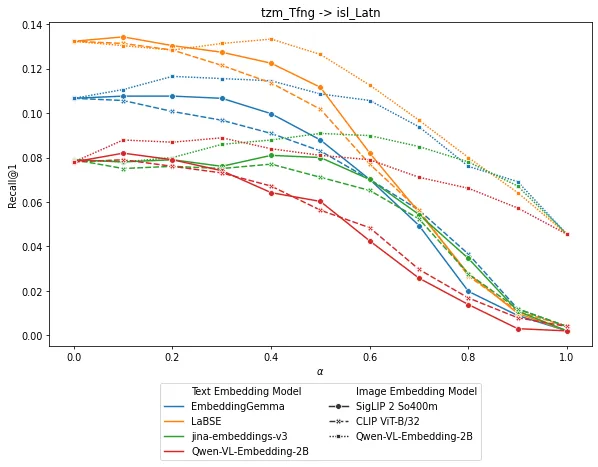 tzm_Tfng -> isl_Latn
0.14
0.12
0.10
0.08
0.06
0.04
0.02
0.00
Recall@1
0.0 0.2 0.4 0.6 0.8 1.0
α
Text Embedding Model Image Embedding Model
EmbeddingGemma SigLIP 2 So400m
LaBSE CLIP ViT-B/32
jina-embeddings-v3 Qwen-VL-Embedding-2B
Qwen-VL-Embedding-2B